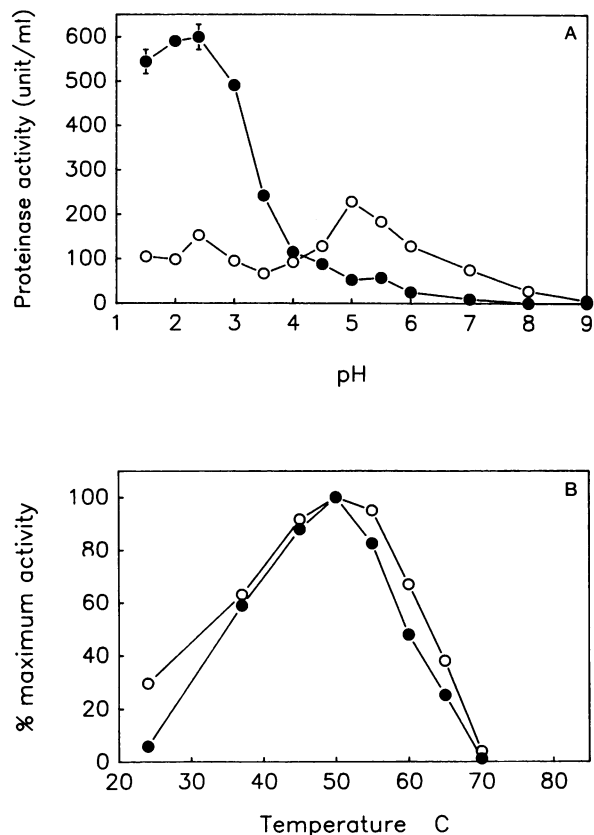 Proteinase activity (unit/ml)
A
600
500
400
300
200
100
0
1 2 3 4 5 6 7 8 9
pH
% maximum activity
B
100
80
60
40
20
0
20 30 40 50 60 70 80
Temperature C